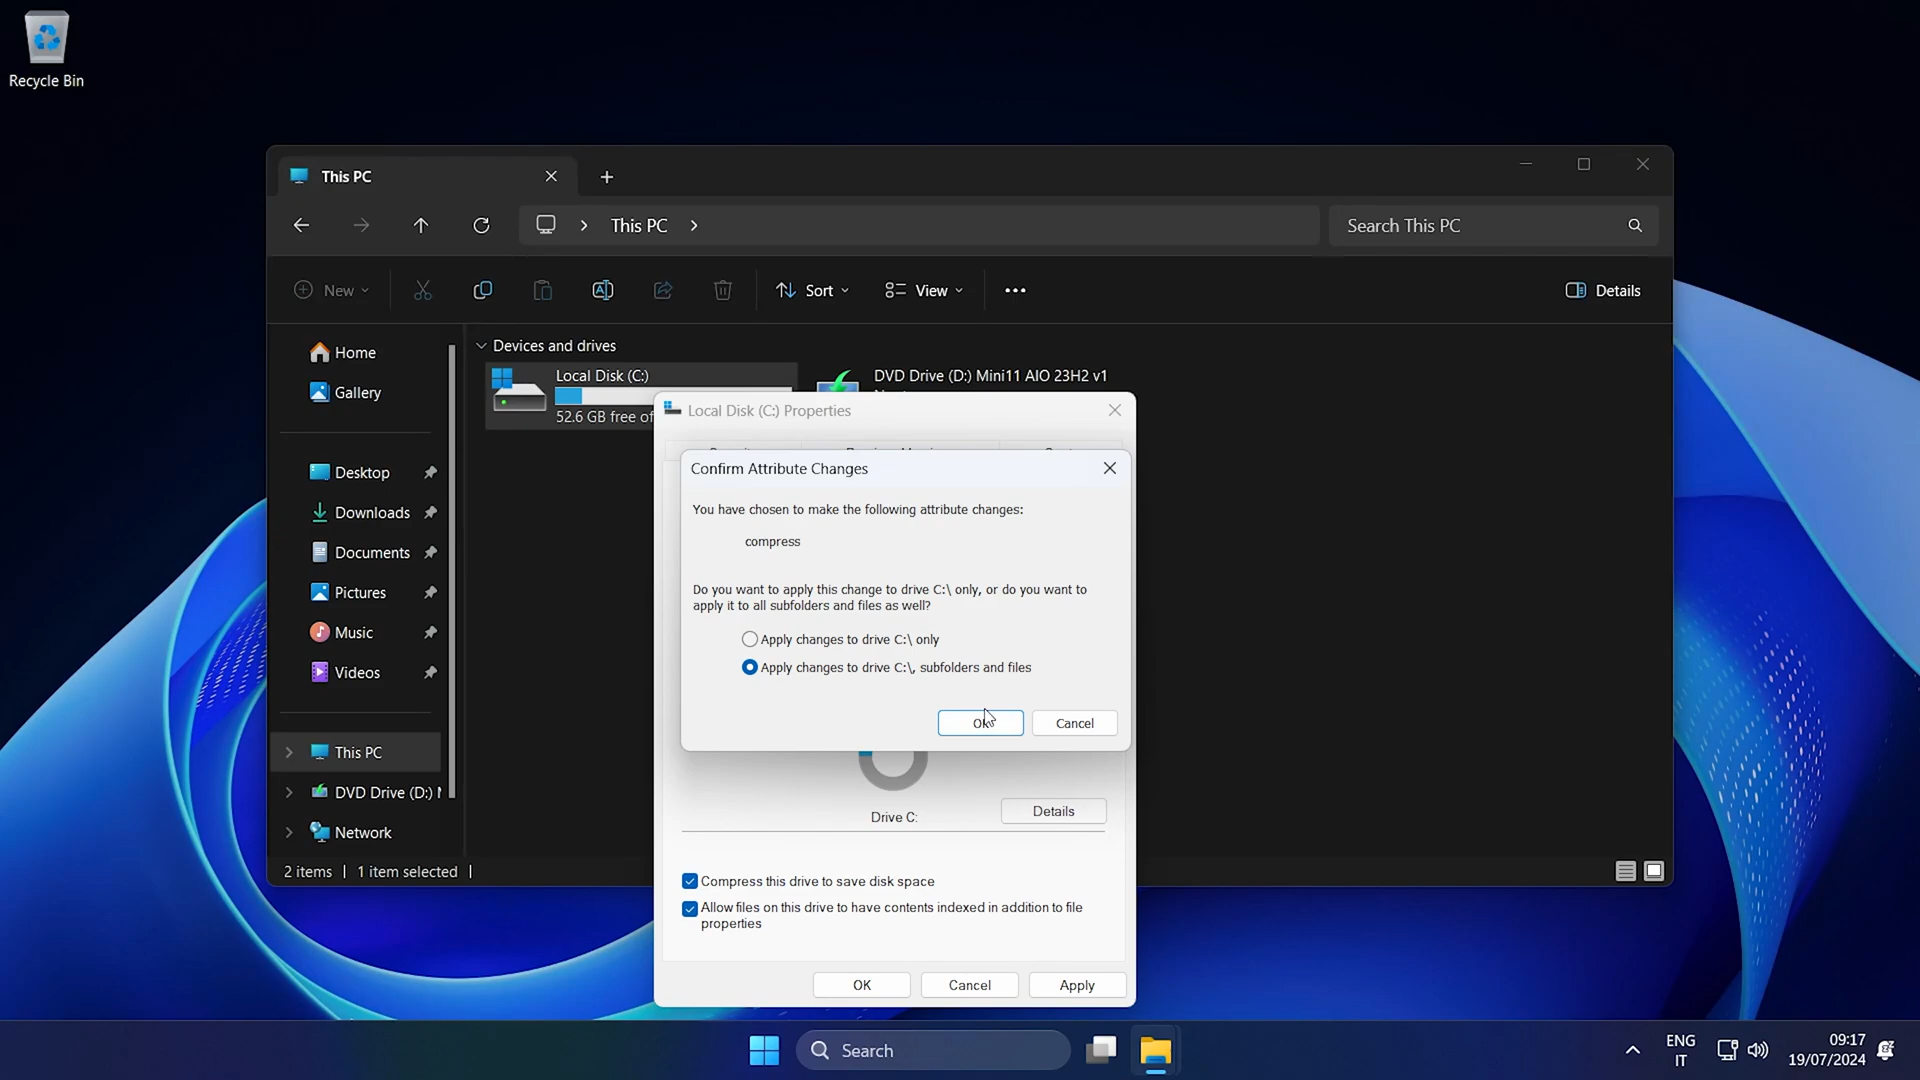 Recycle Bin
This PC
This PC
Search This PC
New
Sort
View
Details
Home
Gallery
Desktop
Downloads
Documents
Pictures
Music
Videos
This PC
DVD Drive (D:)
Network
Devices and drives
Local Disk (C:)
52.6 GB free of
DVD Drive (D:) Mini11 AIO 23H2 v1
2 items
1 item selected
Local Disk (C:) Properties
Confirm Attribute Changes
You have chosen to make the following attribute changes:
compress
Do you want to apply this change to drive C:\ only, or do you want to
apply it to all subfolders and files as well?
Apply changes to drive C:\ only
Apply changes to drive C:\, subfolders and files
OK
Cancel
Drive C:
Details
Compress this drive to save disk space
Allow files on this drive to have contents indexed in addition to file
properties
OK
Cancel
Apply
Search
ENG
IT
09:17
19/07/2024